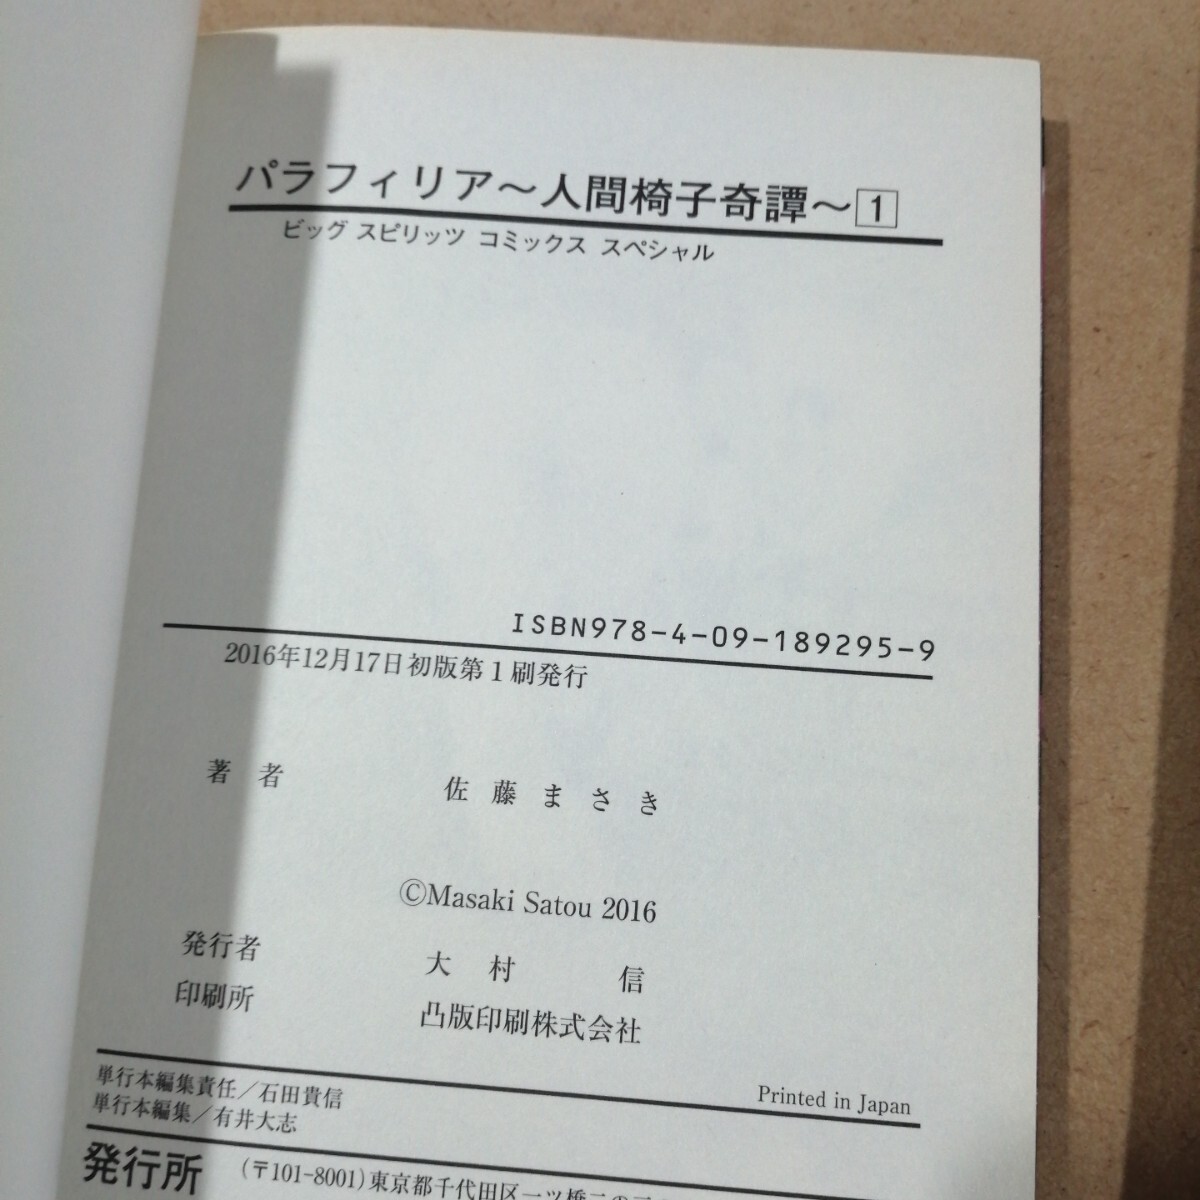 パラフィリア〜人間椅子奇譚〜1
ビッグ スピリッツ コミックス スペシャル
ISBN978-4-09-189295-9
2016年12月17日初版第1刷発行
著者 佐藤まさき
©Masaki Satou 2016
発行者 大村 信
印刷所 凸版印刷株式会社
Printed in Japan
単行本編集責任/石田貴信
単行本編集/有井大志
発行所 (〒101-8001)東京都千代田区一ツ橋二の三